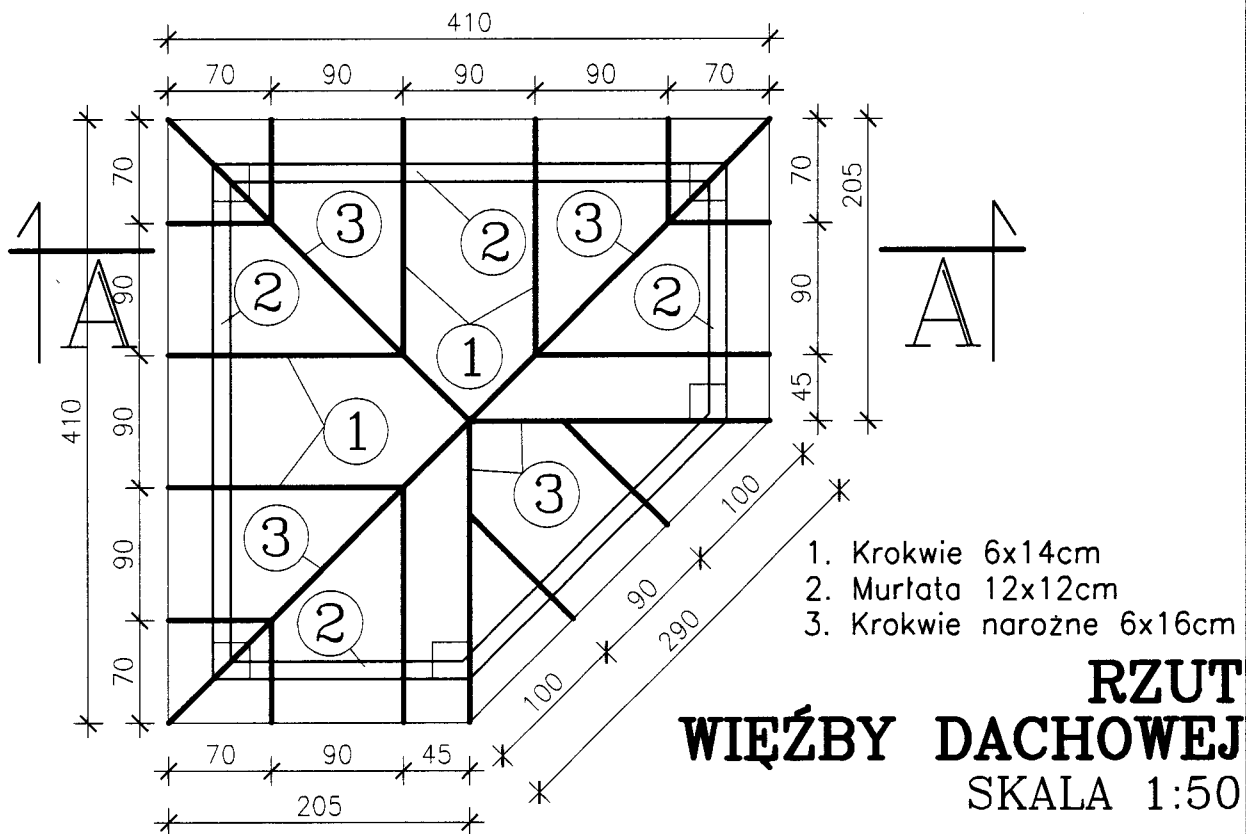 410
70 90 90 90 70
70
90
90
90
70
410
70
90
45
205
A
A
3
2
3
2
2
1
1
3
3
2
100
90
100
290
70 90 45
205
1. Krokwie 6x14cm
2. Murłata 12x12cm
3. Krokwie narożne 6x16cm
RZUT
WIĘŹBY DACHOWEJ
SKALA 1:50